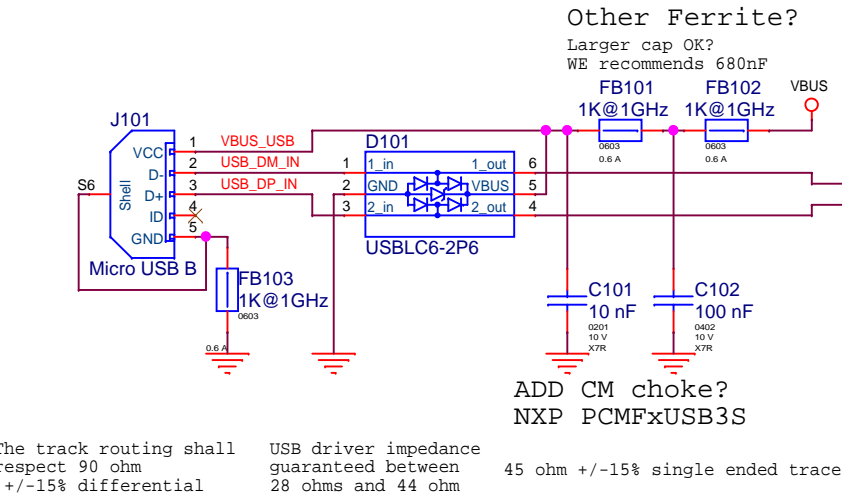 Other Ferrite?
Larger cap OK?
WE recommends 680nF
FB101
FB102
VBUS
1K@1GHz
1K@1GHz
0603
0.6 A
0603
0.6 A
J101
1
VBUS_USB
VCC
2
USB_DM_IN
D-
3
USB_DP_IN
D+
4
ID
5
GND
S6
Shell
Micro USB B
D101
1
1_in
1_out
6
2
GND
VBUS
5
3
2_in
2_out
4
USBLC6-2P6
FB103
1K@1GHz
0603
0.6 A
C101
10 nF
0201
10 V
X7R
C102
100 nF
0402
10 V
X7R
ADD CM choke?
NXP PCMFxUSB3S
The track routing shall
respect 90 ohm
+/-15% differential
USB driver impedance
guaranteed between
28 ohms and 44 ohm
45 ohm +/-15% single ended trace